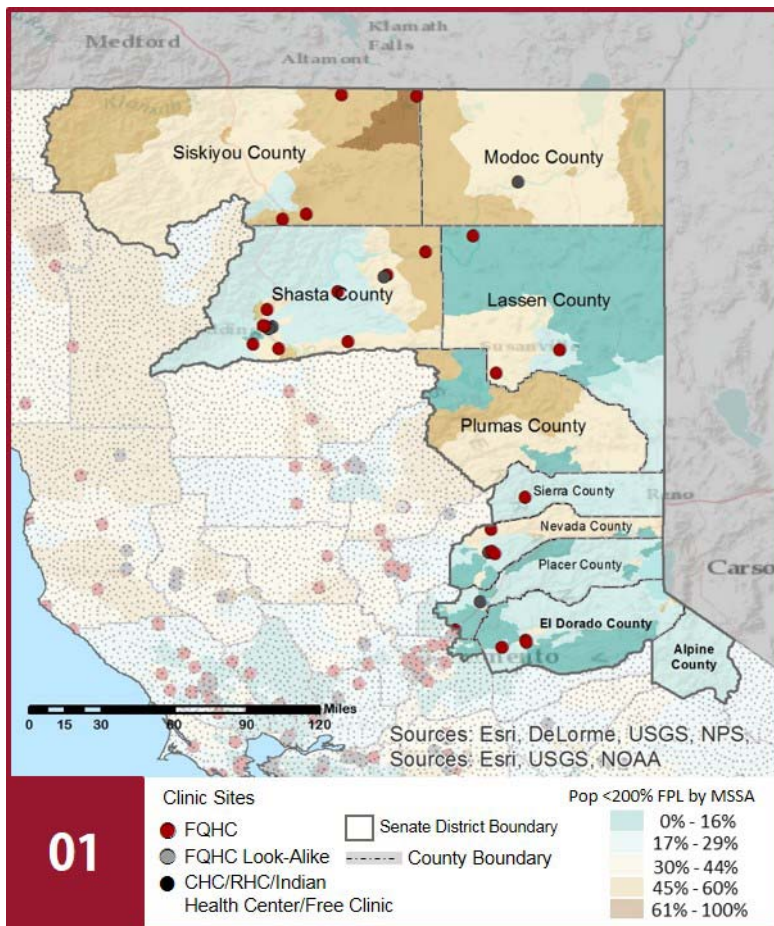 Medford
Klamath
Falls
Altamont
Klamath
Siskiyou County
Modoc County
Shasta County
Lassen County
Susanville
Plumas County
Sierra County
Reno
Nevada County
Placer County
Carso
El Dorado County
Alpine
County
Miles
0 15 30 60 90 120
Sources: Esri, DeLorme, USGS, NPS,
Sources: Esri, USGS, NOAA
01
Clinic Sites
FQHC
FQHC Look-Alike
CHC/RHC/Indian
Health Center/Free Clinic
Senate District Boundary
County Boundary
Pop <200% FPL by MSSA
0% - 16%
17% - 29%
30% - 44%
45% - 60%
61% - 100%